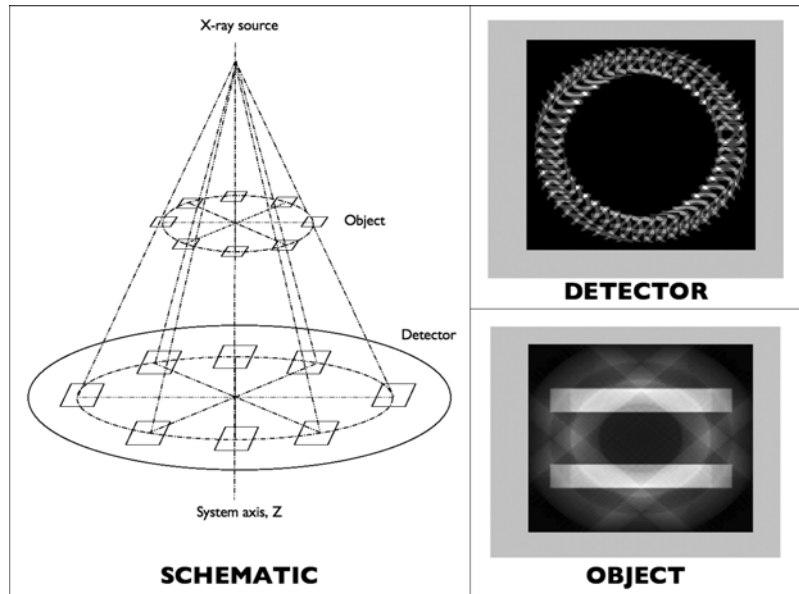 X-ray source
Object
Detector
System axis, Z
SCHEMATIC
DETECTOR
OBJECT